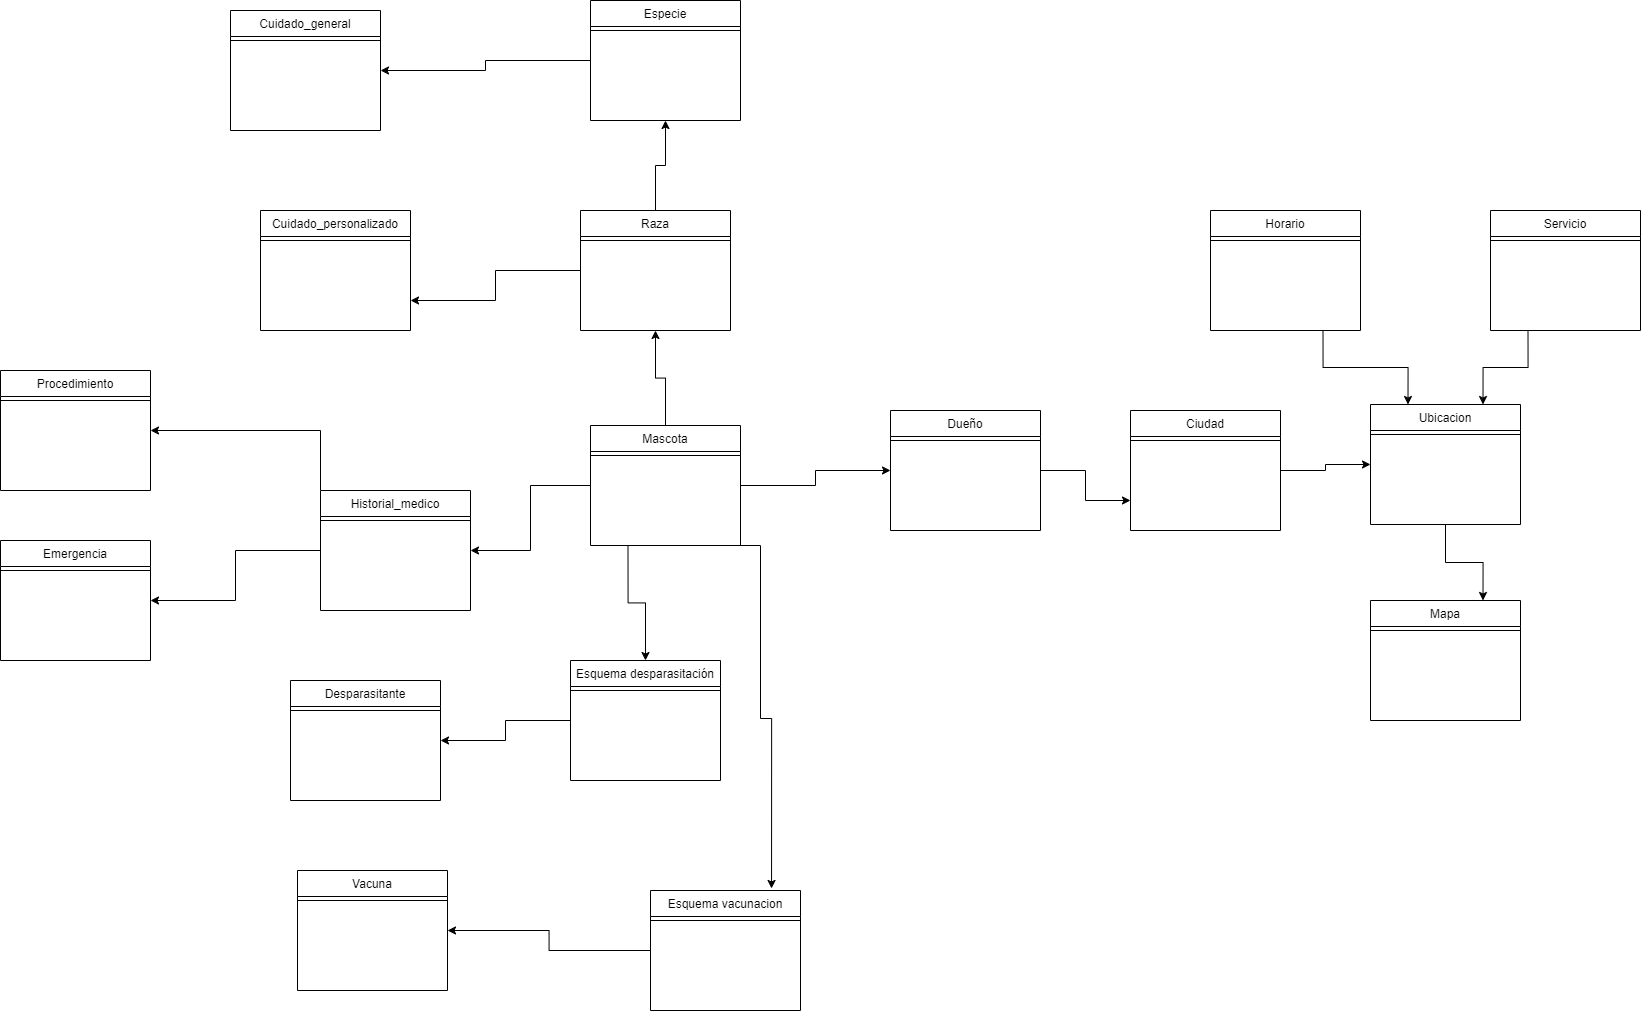 Especie
Cuidado_general
Cuidado_personalizado
Raza
Horario
Servicio
Procedimiento
Mascota
Dueño
Ciudad
Ubicacion
Historial_medico
Emergencia
Mapa
Esquema desparasitación
Desparasitante
Vacuna
Esquema vacunacion